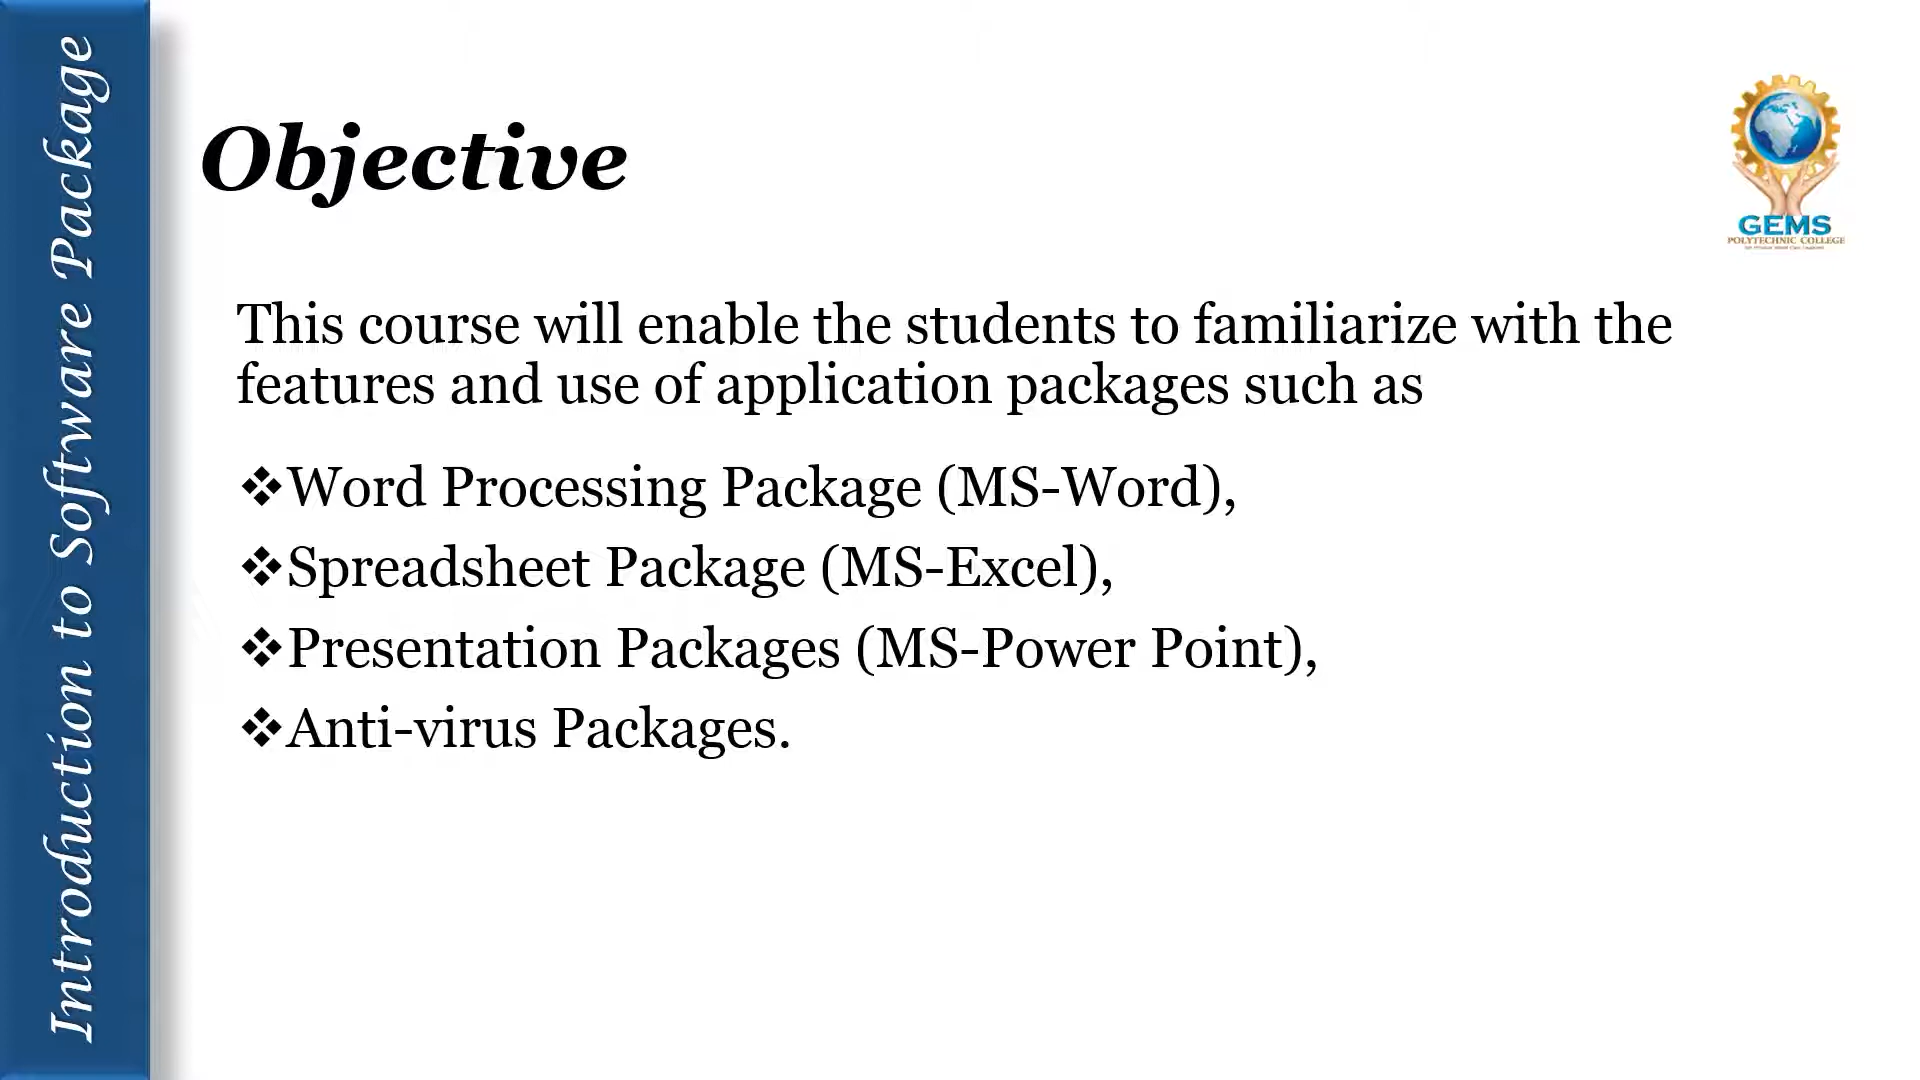 Introduction to Software Package
Objective
GEMS
POLYTECHNIC COLLEGE
This course will enable the students to familiarize with the
features and use of application packages such as
❖Word Processing Package (MS-Word),
❖Spreadsheet Package (MS-Excel),
❖Presentation Packages (MS-Power Point),
❖Anti-virus Packages.